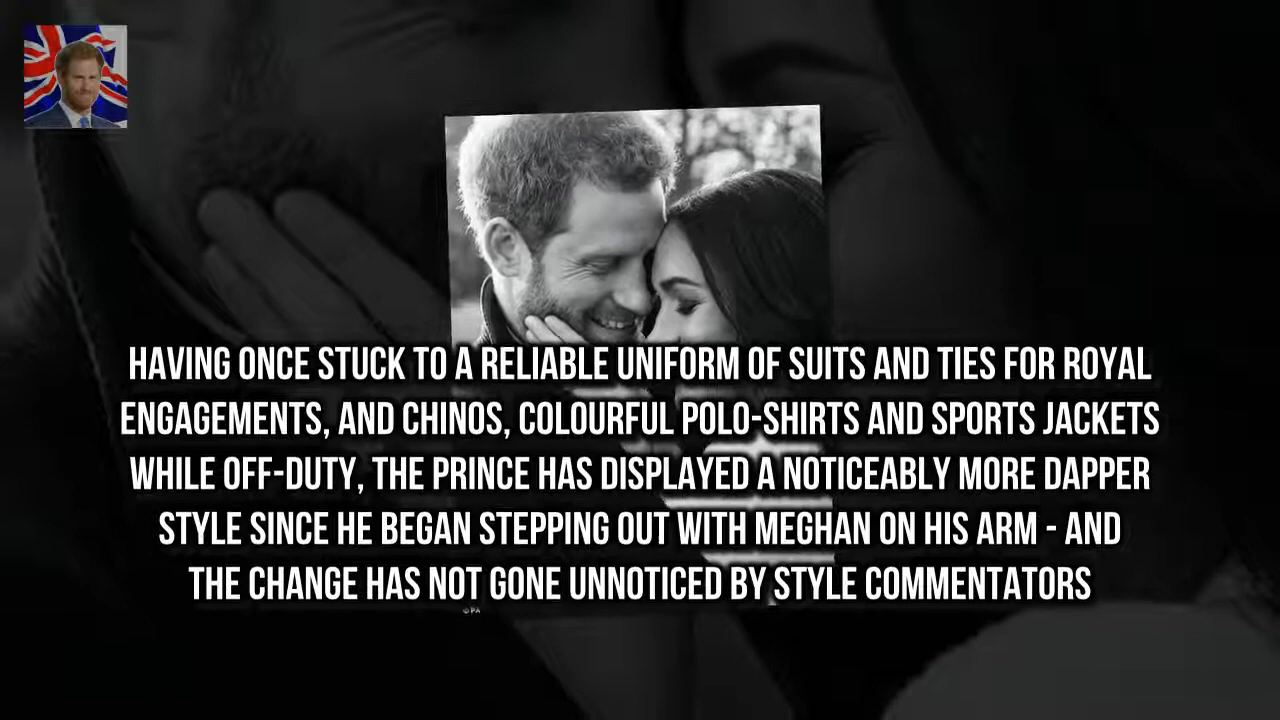 HAVING ONCE STUCK TO A RELIABLE UNIFORM OF SUITS AND TIES FOR ROYAL
ENGAGEMENTS, AND CHINOS, COLOURFUL POLO-SHIRTS AND SPORTS JACKETS
WHILE OFF-DUTY, THE PRINCE HAS DISPLAYED A NOTICEABLY MORE DAPPER
STYLE SINCE HE BEGAN STEPPING OUT WITH MEGHAN ON HIS ARM - AND
THE CHANGE HAS NOT GONE UNNOTICED BY STYLE COMMENTATORS
©PA